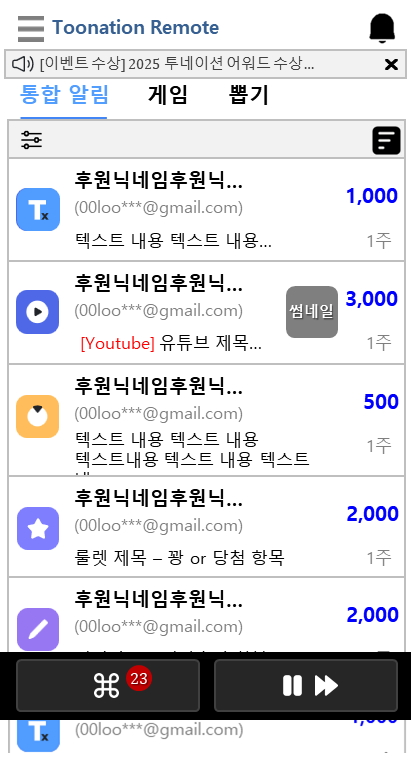 Toonation Remote
[이벤트 수상] 2025 투네이션 어워드 수상...
통합 알림 게임 뽑기
후원닉네임후원닉...
(00loo***@gmail.com)
1,000
텍스트 내용 텍스트 내용...
1주
후원닉네임후원닉...
(00loo***@gmail.com)
썸네일
3,000
[Youtube] 유튜브 제목...
1주
후원닉네임후원닉...
(00loo***@gmail.com)
500
텍스트 내용 텍스트 내용
텍스트내용 텍스트 내용 텍스트
1주
후원닉네임후원닉...
(00loo***@gmail.com)
2,000
룰렛 제목 – 꽝 or 당첨 항목
1주
후원닉네임후원닉...
(00loo***@gmail.com)
2,000
23
(00loo***@gmail.com)